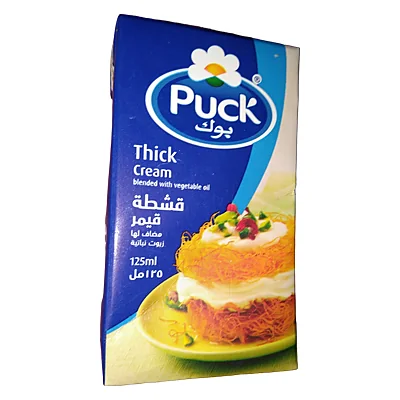 Puck®
بوك
Thick
Cream
blended with vegetable oil
قشطة
قيمر
مضاف لها
زيوت نباتية
125ml
١٢٥مل